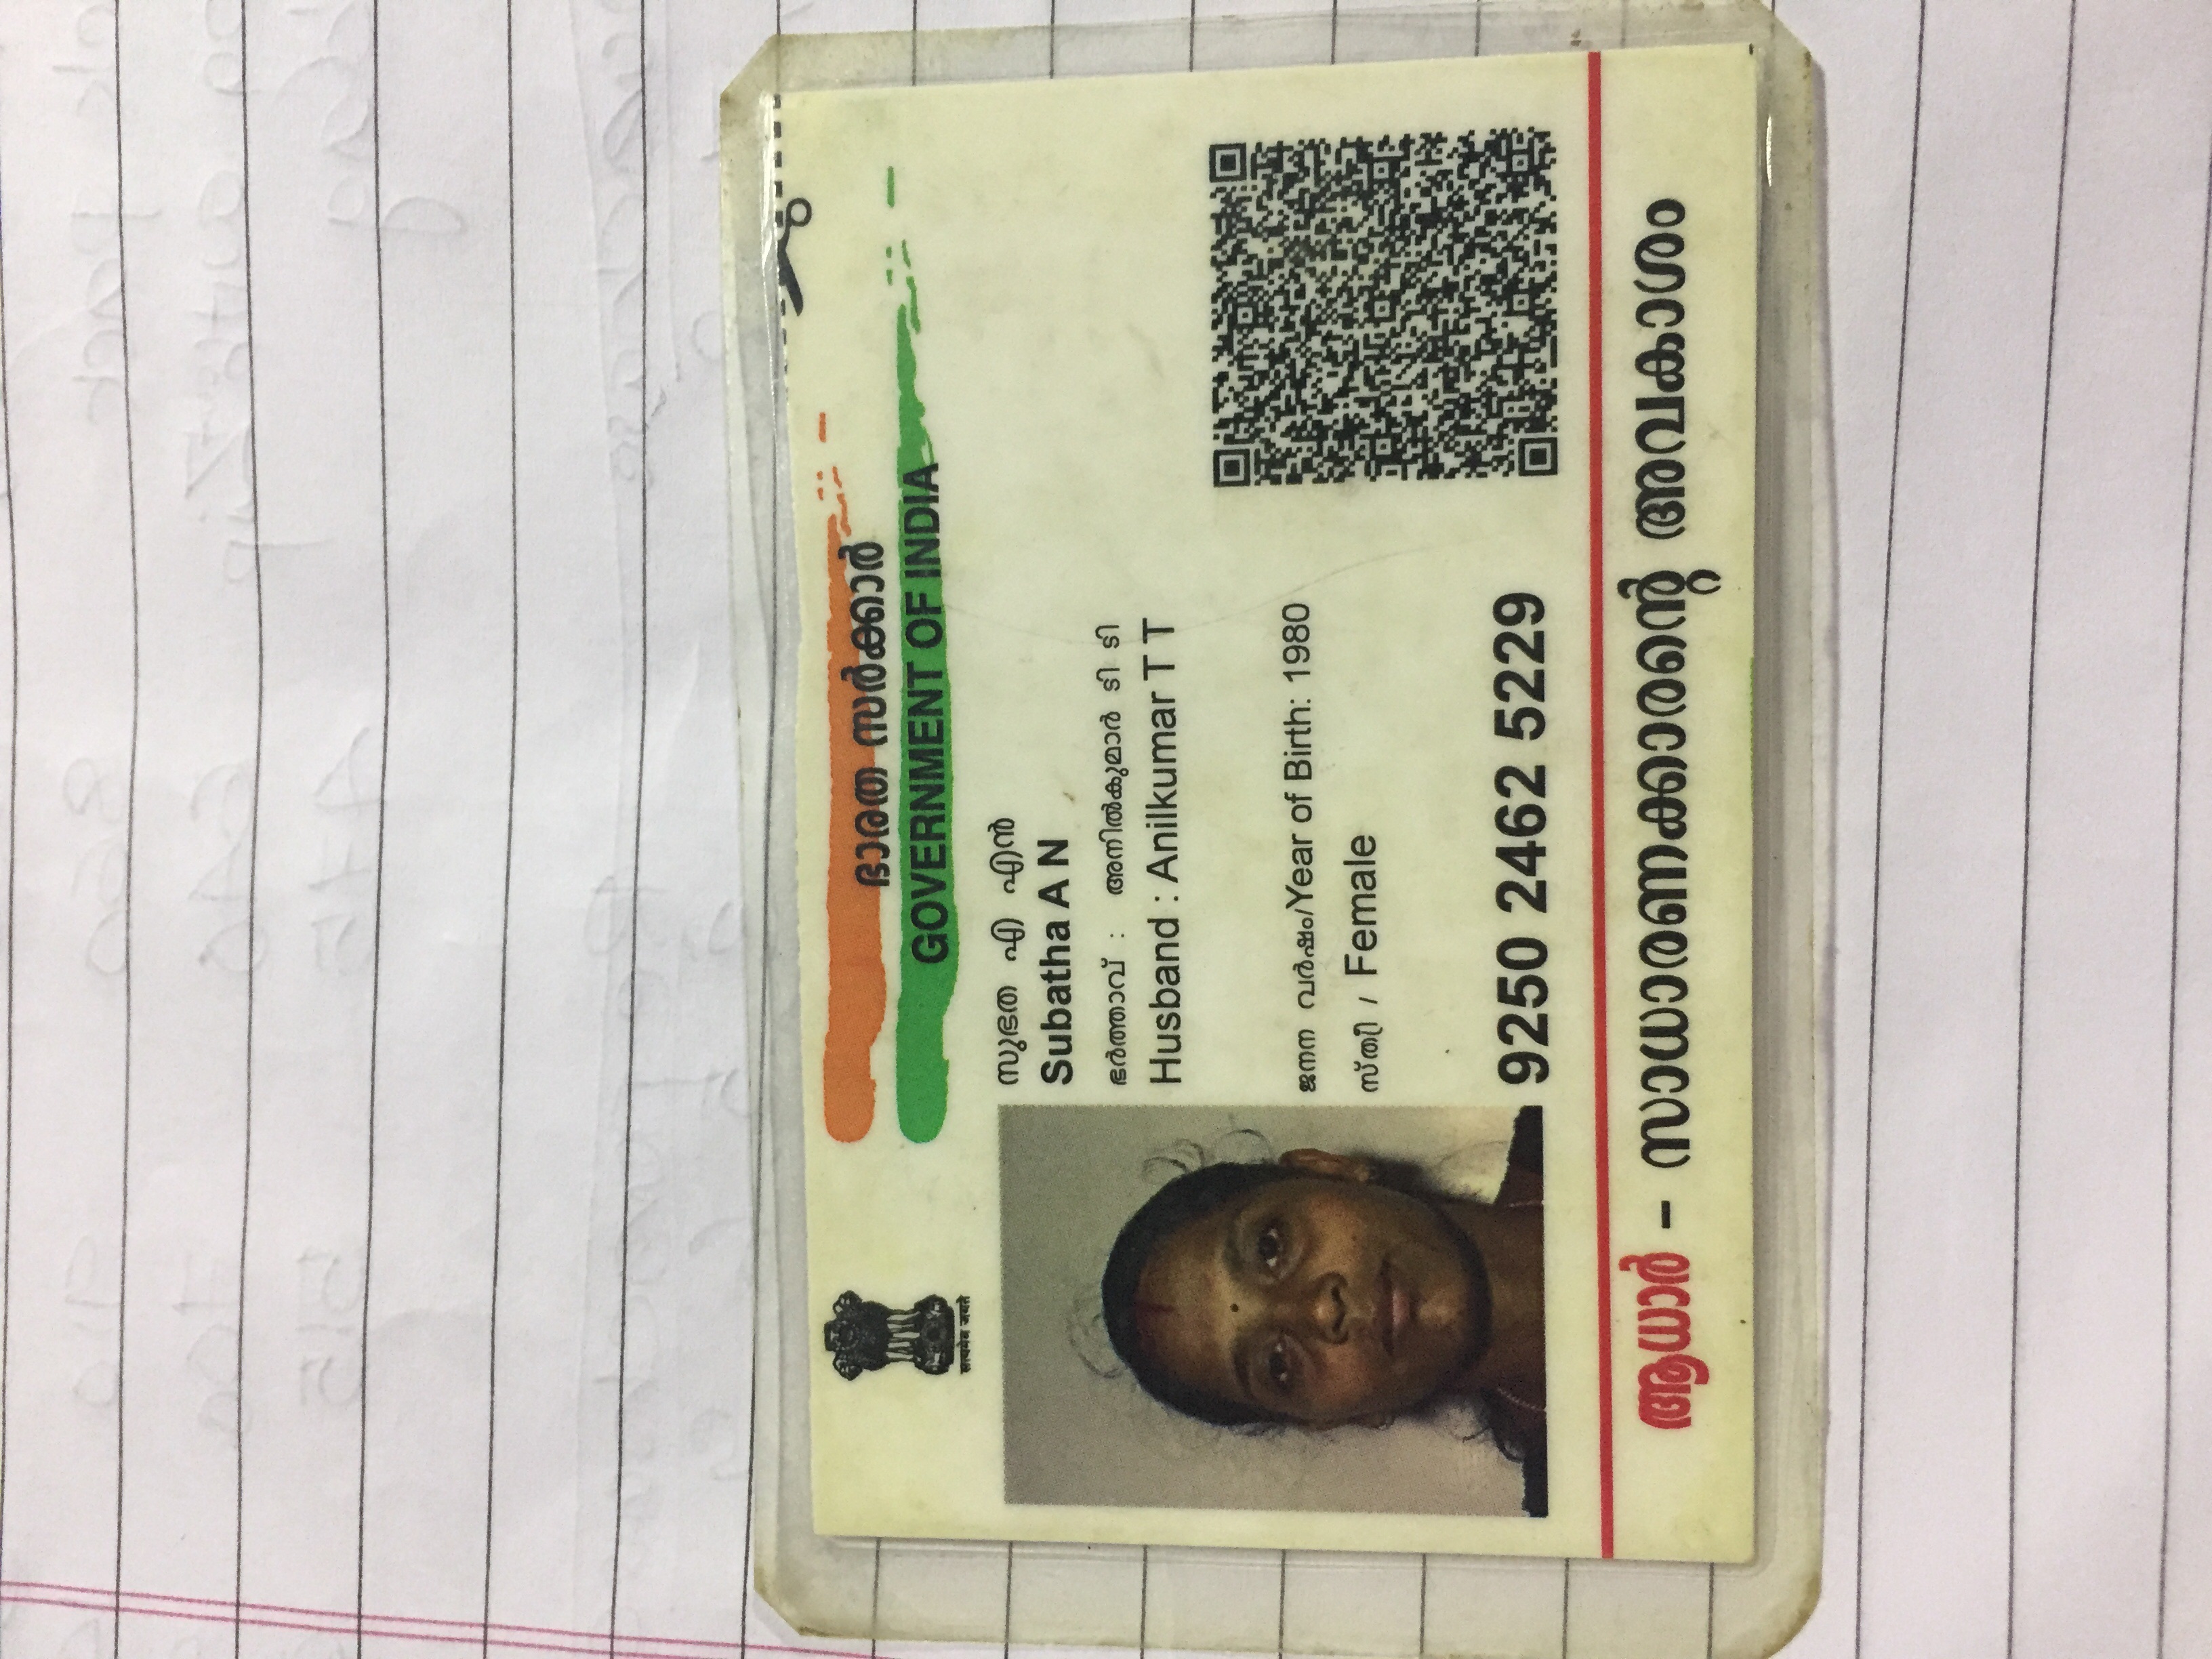 ഭാരത സർക്കാർ
GOVERNMENT OF INDIA
सत्यमेव जयते
സുഭത എ എൻ
Subatha A N
ഭർത്താവ് : അനിൽകുമാർ ടി ടി
Husband : Anilkumar T T
ജനന വർഷം/Year of Birth: 1980
സ്ത്രീ / Female
9250 2462 5229
ആധാർ – സാധാരണക്കാരന്റെ അവകാശം